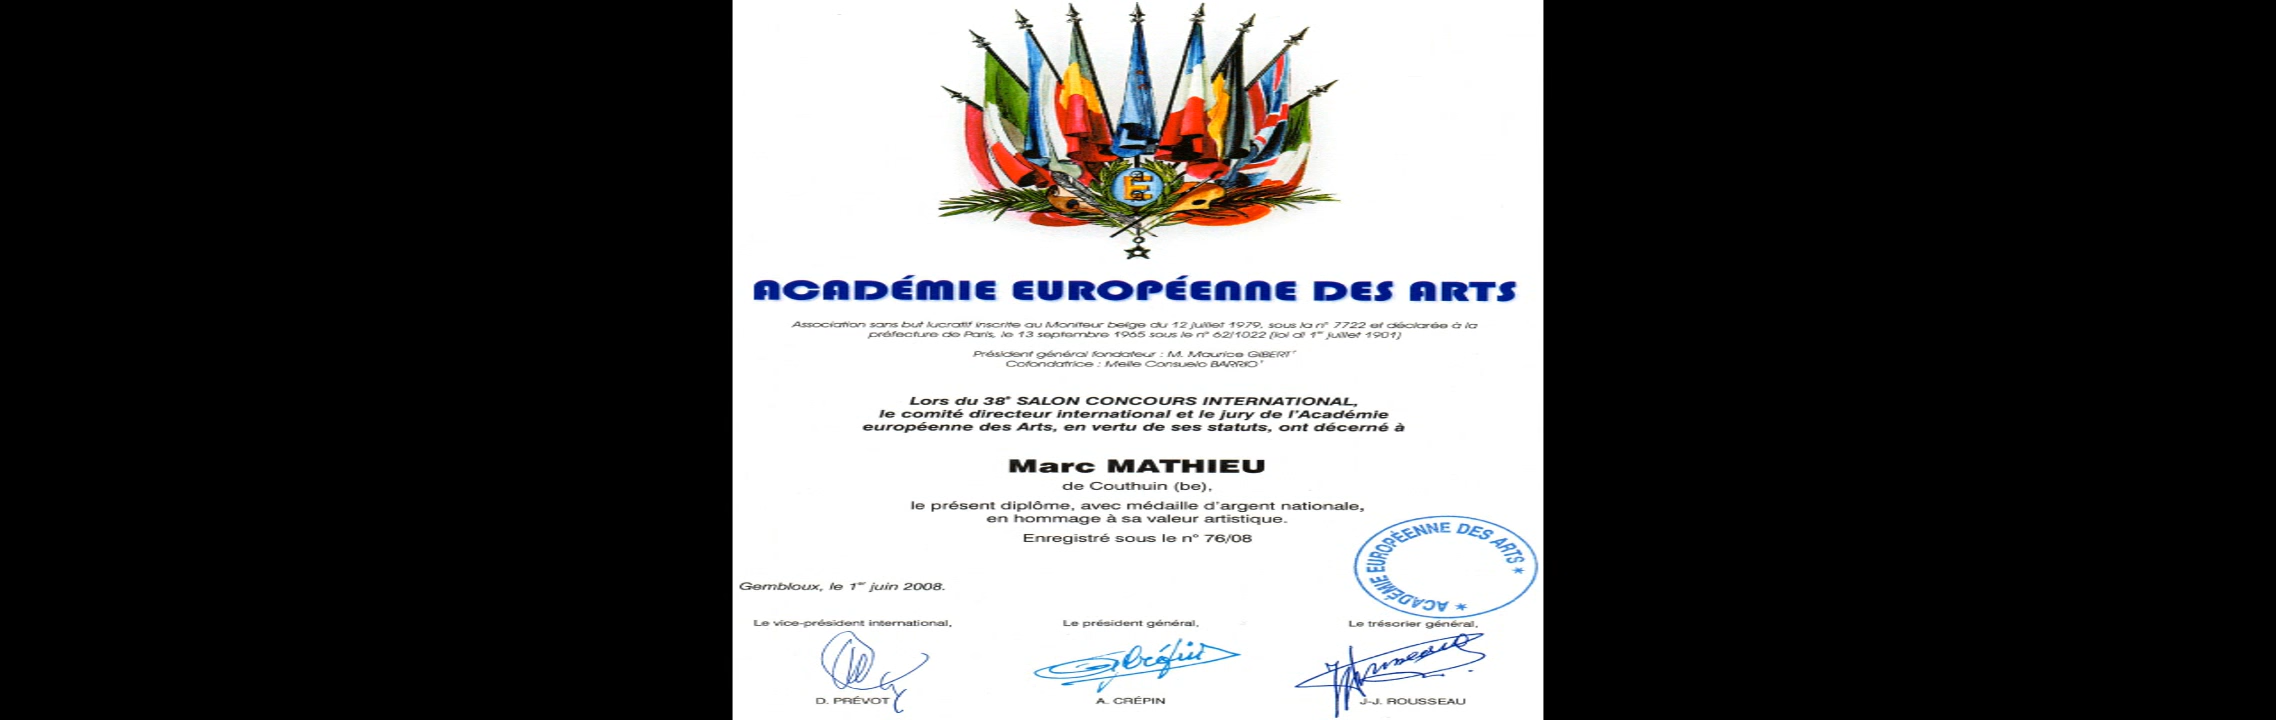 E
ACADÉMIE EUROPÉENNE DES ARTS
Association sans but lucratif inscrite au Moniteur belge du 12 juillet 1979, sous la n° 7722 et déclarée à la
préfecture de Paris, le 13 septembre 1965 sous le n° 62/1022 (loi di 1er juillet 1901)
Président général fondateur : M. Maurice GIBERT†
Cofondatrice : Melle Consuelo BARRIO†
Lors du 38e SALON CONCOURS INTERNATIONAL,
le comité directeur international et le jury de l'Académie
européenne des Arts, en vertu de ses statuts, ont décerné à
Marc MATHIEU
de Couthuin (be),
le présent diplôme, avec médaille d'argent nationale,
en hommage à sa valeur artistique.
Enregistré sous le n° 76/08
ACADÉMIE EUROPÉENNE DES ARTS
Gembloux, le 1er juin 2008.
Le vice-président international,
Le président général,
Le trésorier général,
D. PRÉVOT
A. CRÉPIN
J-J. ROUSSEAU